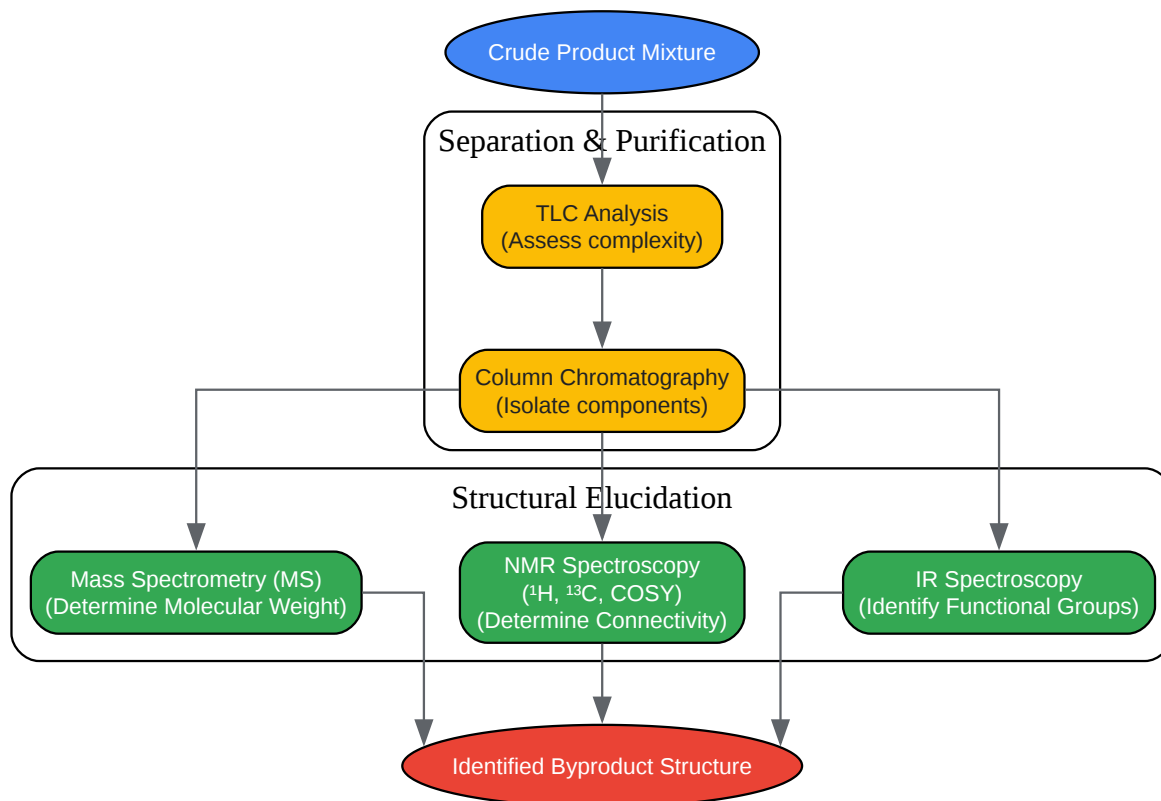 Crude Product Mixture
Separation & Purification
TLC Analysis
(Assess complexity)
Column Chromatography
(Isolate components)
Structural Elucidation
Mass Spectrometry (MS)
(Determine Molecular Weight)
NMR Spectroscopy
(¹H, ¹³C, COSY)
(Determine Connectivity)
IR Spectroscopy
(Identify Functional Groups)
Identified Byproduct Structure